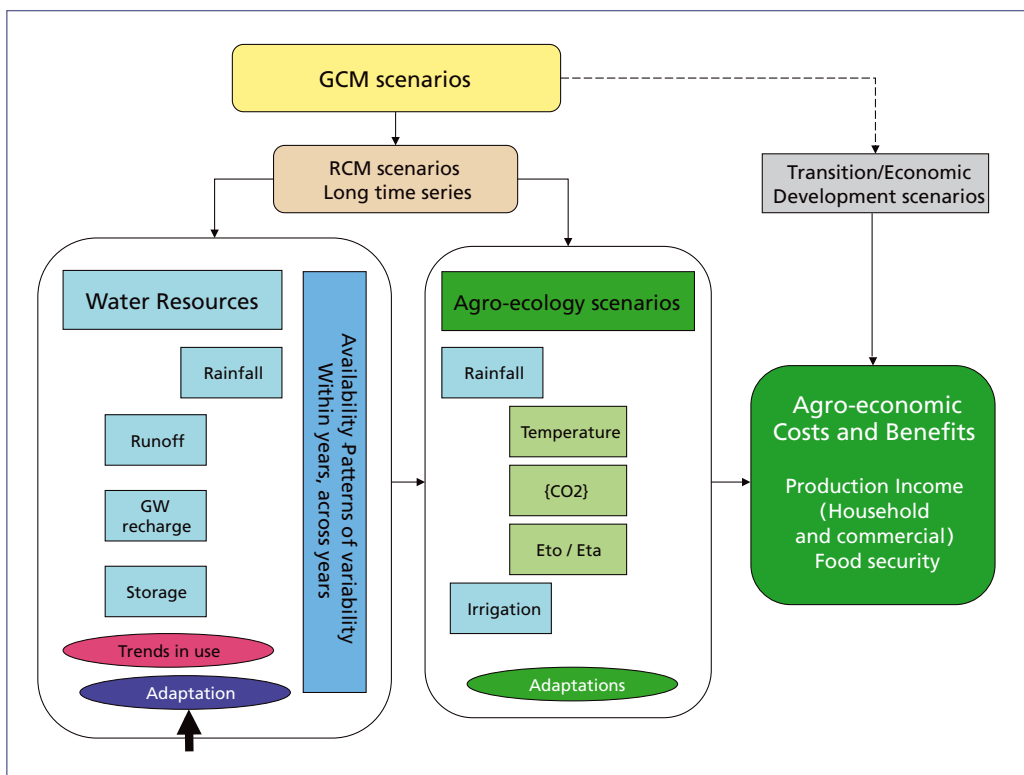 GCM scenarios
RCM scenarios
Long time series
Transition/Economic
Development scenarios
Water Resources
Rainfall
Runoff
GW
recharge
Storage
Trends in use
Adaptation
Availability -Patterns of variability
Within years, across years
Agro-ecology scenarios
Rainfall
Temperature
{CO2}
Eto / Eta
Irrigation
Adaptations
Agro-economic
Costs and Benefits
Production Income
(Household
and commercial)
Food security